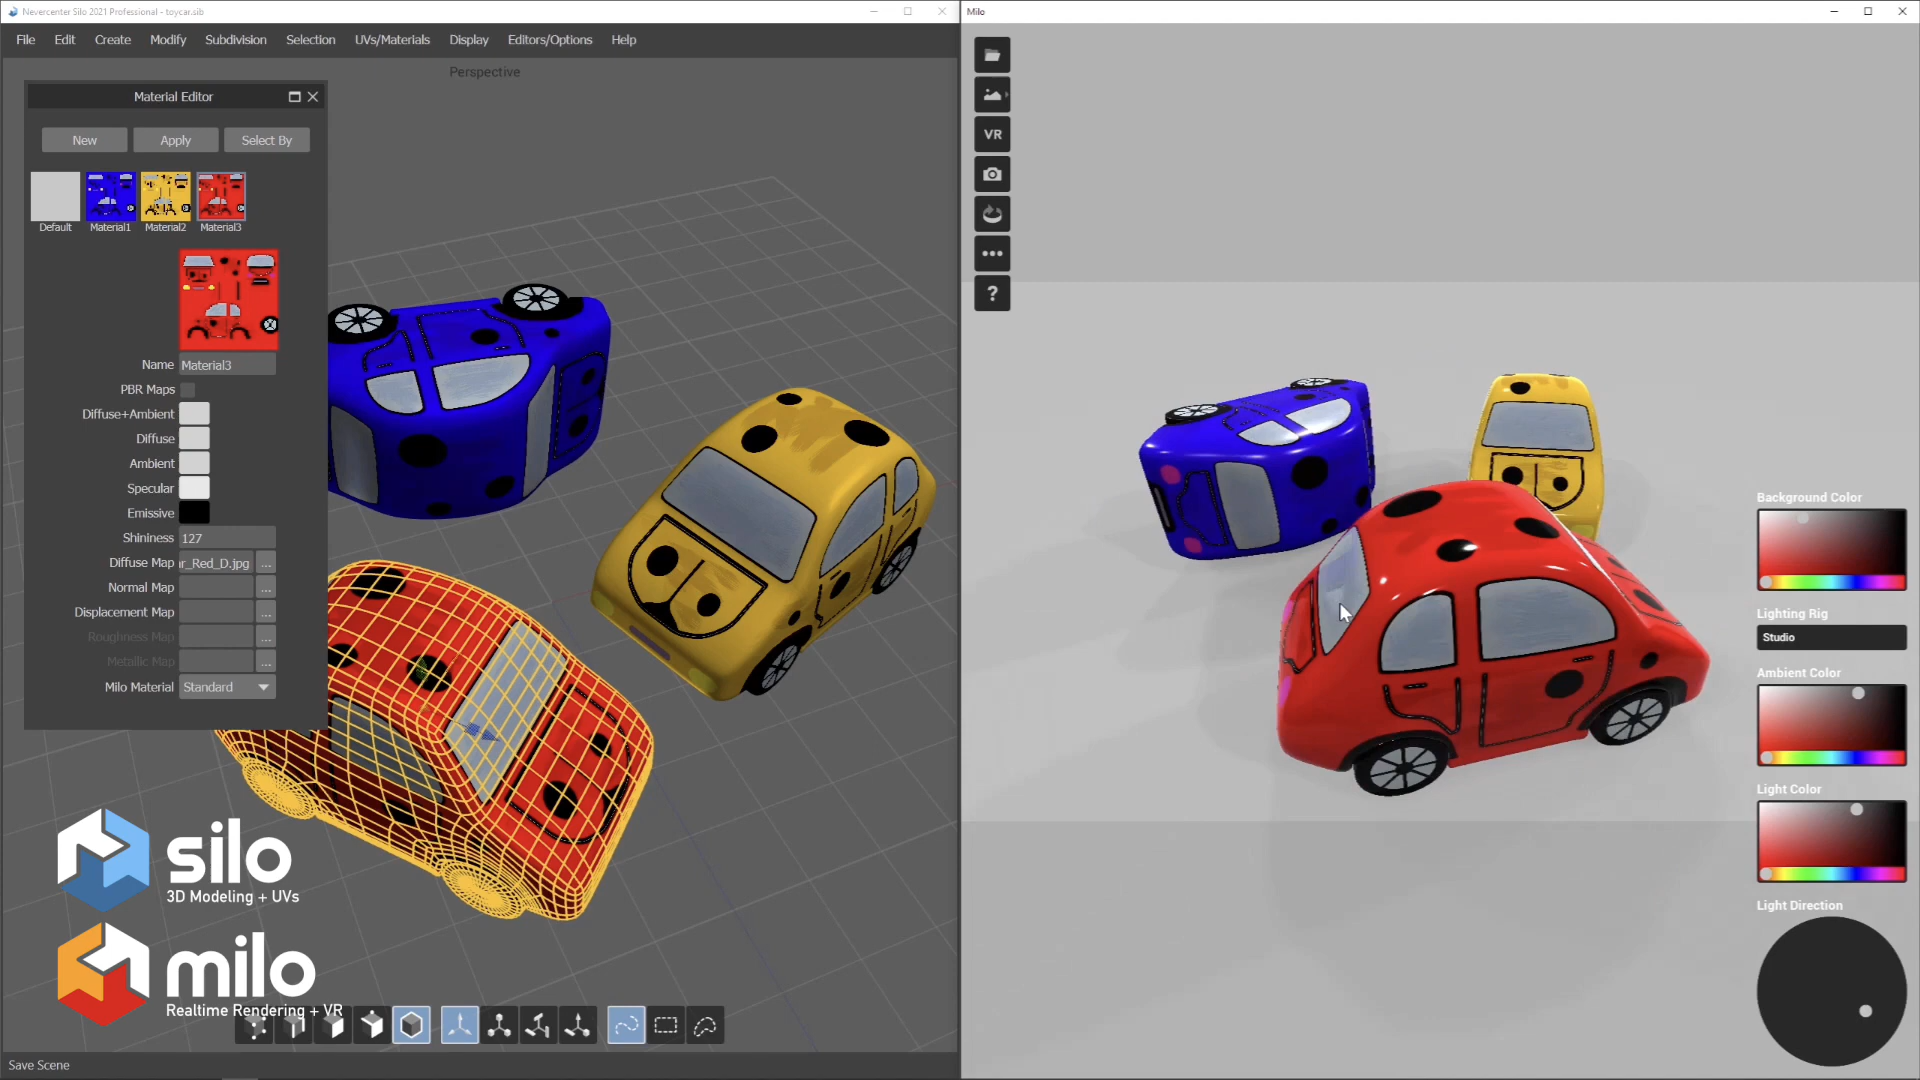 Nevercenter Silo 2021 Professional - toycar.sib
File Edit Create Modify Subdivision Selection UVs/Materials Display Editors/Options Help
Perspective
Material Editor
New Apply Select By
Default Material1 Material2 Material3
Name Material3
PBR Maps
Diffuse+Ambient
Diffuse
Ambient
Specular
Emissive
Shininess 127
Diffuse Map r_Red_D.jpg ...
Normal Map ...
Displacement Map ...
Roughness Map ...
Metallic Map ...
Milo Material Standard
silo
3D Modeling + UVs
milo
Realtime Rendering + VR
Save Scene
Milo
VR
?
Background Color
Lighting Rig
Studio
Ambient Color
Light Color
Light Direction